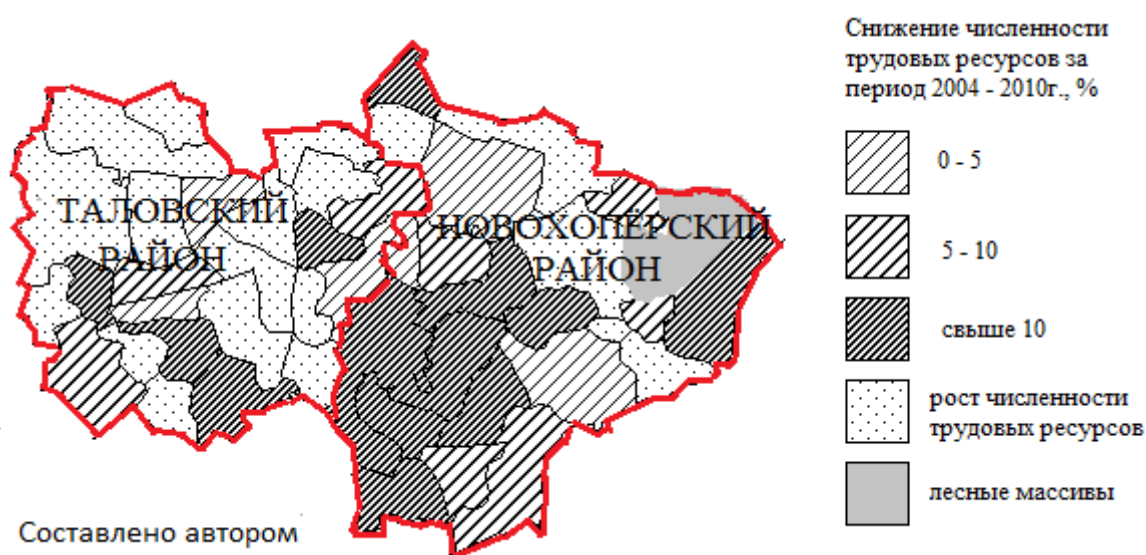 Снижение численности
трудовых ресурсов за
период 2004 - 2010г., %
0 - 5
5 - 10
свыше 10
рост численности
трудовых ресурсов
лесные массивы
ТАЛОВСКИЙ
РАЙОН
НОВОХОПЁРСКИЙ
РАЙОН
Составлено автором